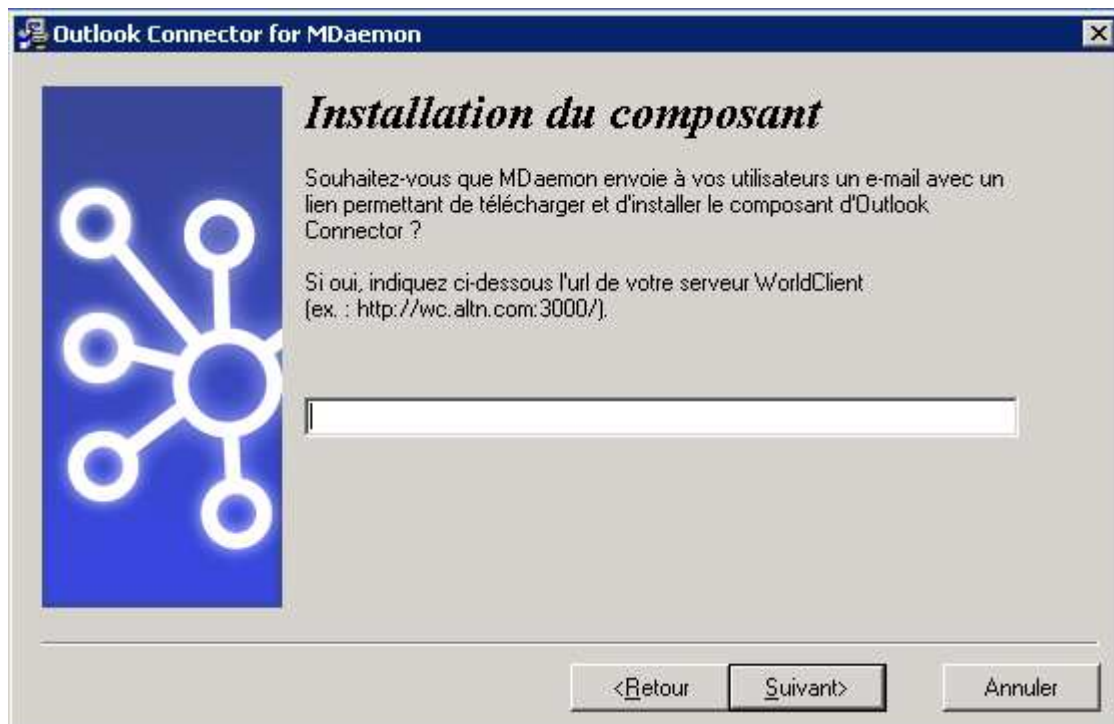 Outlook Connector for MDaemon
Installation du composant
Souhaitez-vous que MDaemon envoie à vos utilisateurs un e-mail avec un
lien permettant de télécharger et d'installer le composant d'Outlook
Connector ?
Si oui, indiquez ci-dessous l'url de votre serveur WorldClient
(ex. : http://wc.altn.com:3000/).
<Retour
Suivant>
Annuler